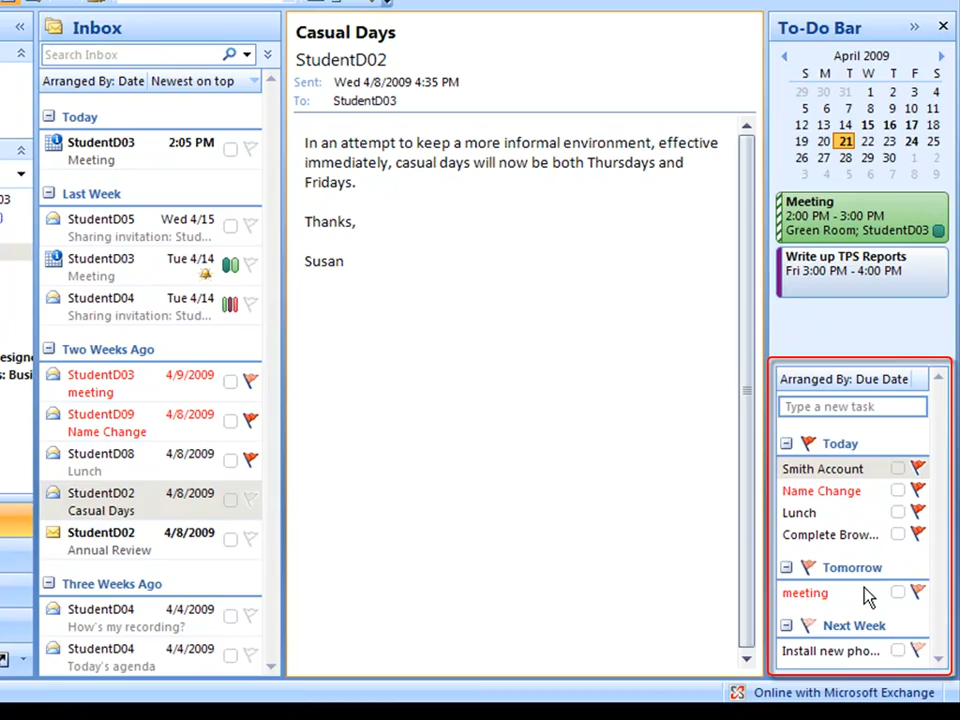 Inbox
Search Inbox
Arranged By: Date Newest on top
Today
StudentD03 2:05 PM
Meeting
Last Week
StudentD05 Wed 4/15
Sharing invitation: Stud...
StudentD03 Tue 4/14
Meeting
StudentD04 Tue 4/14
Sharing invitation: Stud...
Two Weeks Ago
StudentD03 4/9/2009
meeting
StudentD09 4/8/2009
Name Change
StudentD08 4/8/2009
Lunch
StudentD02 4/8/2009
Casual Days
StudentD02 4/8/2009
Annual Review
Three Weeks Ago
StudentD04 4/4/2009
How's my recording?
StudentD04 4/4/2009
Today's agenda
03
esigne
s: Busi
Casual Days
StudentD02
Sent: Wed 4/8/2009 4:35 PM
To: StudentD03
In an attempt to keep a more informal environment, effective
immediately, casual days will now be both Thursdays and
Fridays.
Thanks,
Susan
To-Do Bar
April 2009
S M T W T F S
29 30 31 1 2 3 4
5 6 7 8 9 10 11
12 13 14 15 16 17 18
19 20 21 22 23 24 25
26 27 28 29 30 1 2
3 4 5 6 7 8 9
Meeting
2:00 PM - 3:00 PM
Green Room; StudentD03
Write up TPS Reports
Fri 3:00 PM - 4:00 PM
Arranged By: Due Date
Type a new task
Today
Smith Account
Name Change
Lunch
Complete Brow...
Tomorrow
meeting
Next Week
Install new pho...
Online with Microsoft Exchange